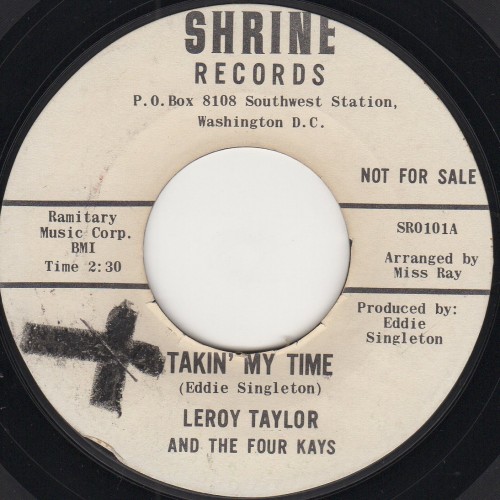 SHRINE
RECORDS
P.O.Box 8108 Southwest Station,
Washington D.C.
NOT FOR SALE
Ramitary
Music Corp.
BMI
Time 2:30
SR0101A
Arranged by
Miss Ray
Produced by:
Eddie
Singleton
TAKIN' MY TIME
(Eddie Singleton)
LEROY TAYLOR
AND THE FOUR KAYS